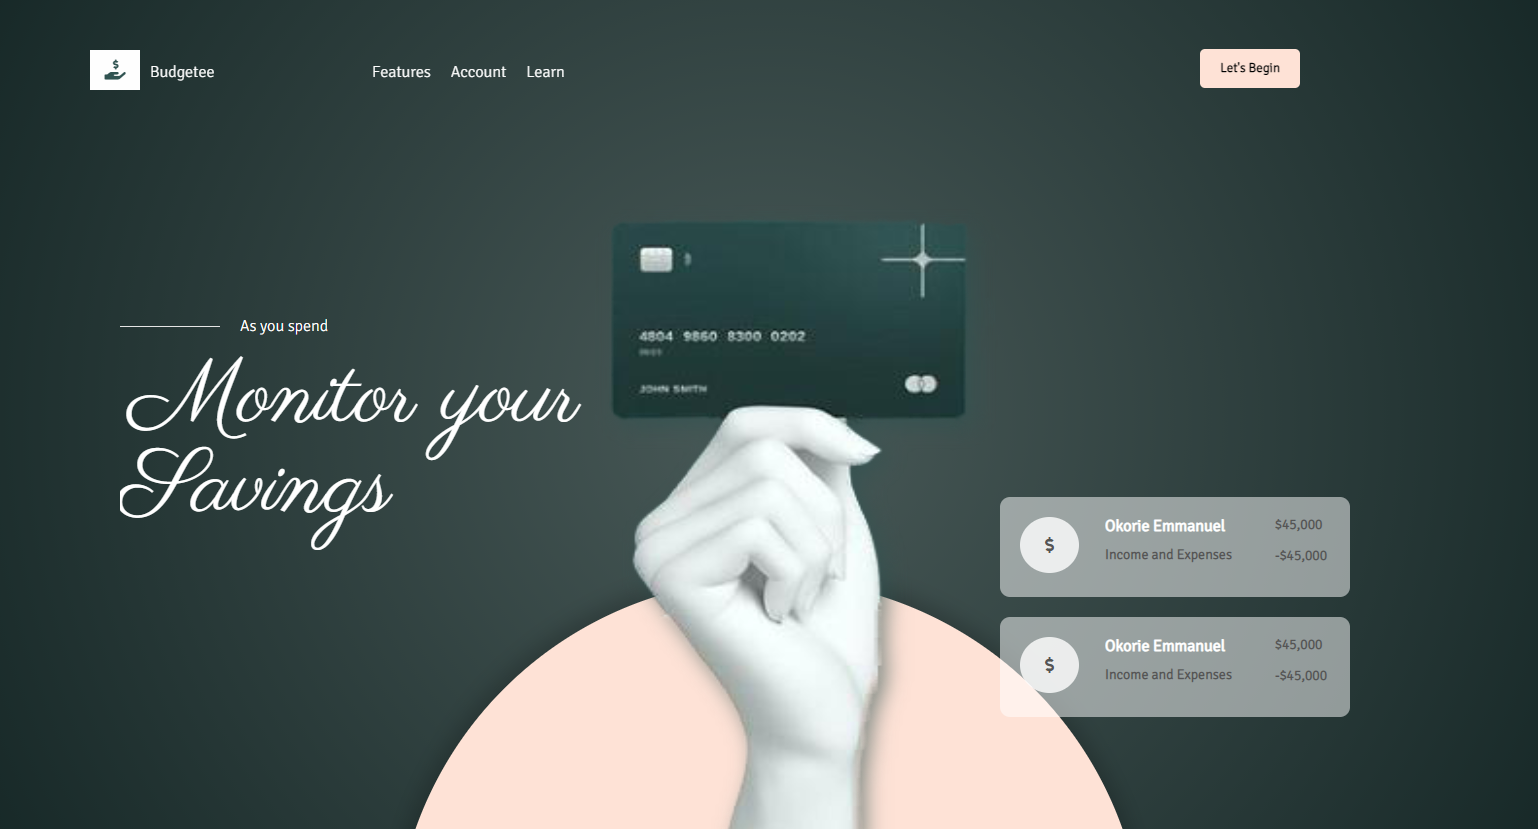 $
Budgetee
Features
Account
Learn
Let's Begin
4804 9860 8300 0202
JOHN SMITH
As you spend
Monitor your
Savings
$
Okorie Emmanuel
$45,000
Income and Expenses
-$45,000
$
Okorie Emmanuel
$45,000
Income and Expenses
-$45,000